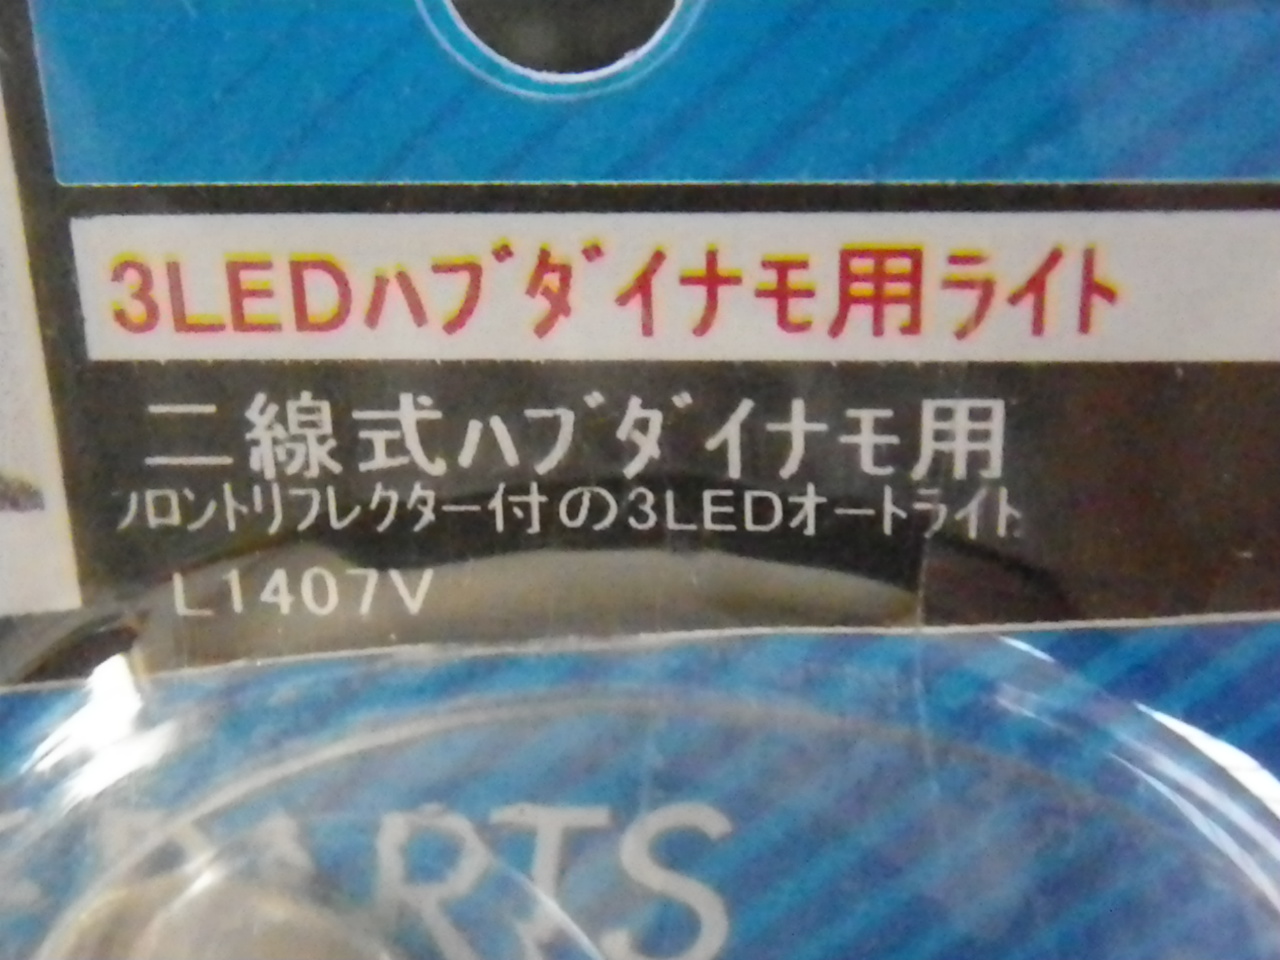 3LEDハブダイナモ用ライト
二線式ハブダイナモ用
フロントリフレクター付の3LEDオートライト
L1407V
PARTS